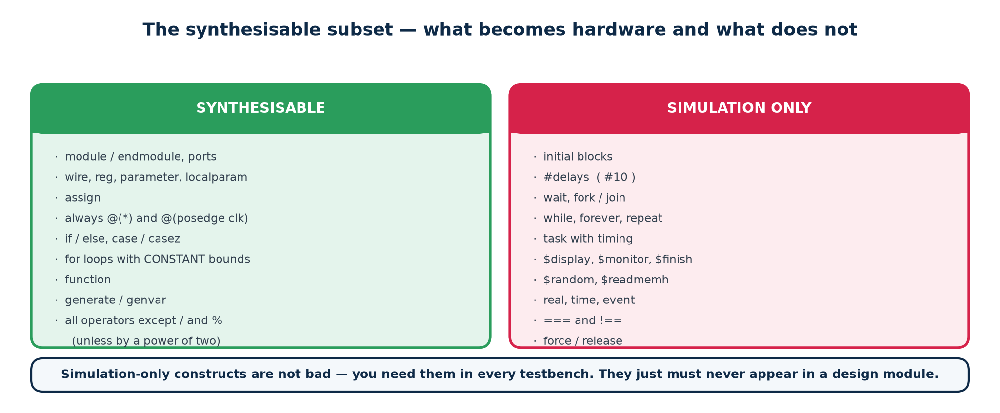 The synthesisable subset — what becomes hardware and what does not
SYNTHESISABLE
· module / endmodule, ports
· wire, reg, parameter, localparam
· assign
· always @(*) and @(posedge clk)
· if / else, case / casez
· for loops with CONSTANT bounds
· function
· generate / genvar
· all operators except / and %
(unless by a power of two)
SIMULATION ONLY
· initial blocks
· #delays ( #10 )
· wait, fork / join
· while, forever, repeat
· task with timing
· $display, $monitor, $finish
· $random, $readmemh
· real, time, event
· === and !==
· force / release
Simulation-only constructs are not bad — you need them in every testbench. They just must never appear in a design module.